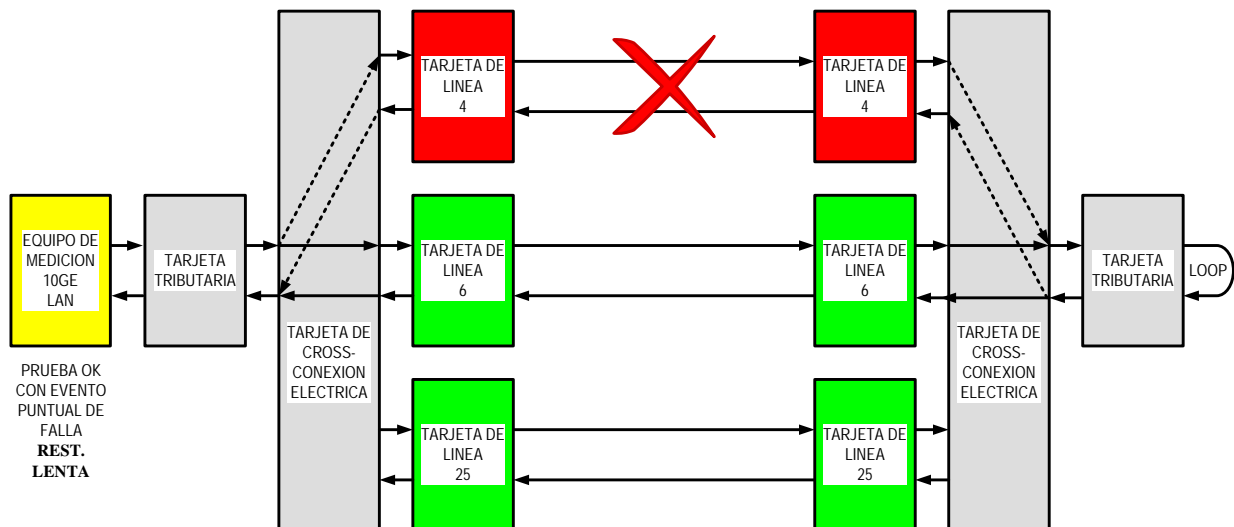 TARJETA DE
LINEA
4
TARJETA DE
LINEA
4
EQUIPO DE
MEDICION
10GE
LAN
TARJETA
TRIBUTARIA
TARJETA DE
LINEA
6
TARJETA DE
LINEA
6
TARJETA
TRIBUTARIA
LOOP
TARJETA DE
CROSS-
CONEXION
ELECTRICA
TARJETA DE
CROSS-
CONEXION
ELECTRICA
PRUEBA OK
CON EVENTO
PUNTUAL DE
FALLA
REST.
LENTA
TARJETA DE
LINEA
25
TARJETA DE
LINEA
25